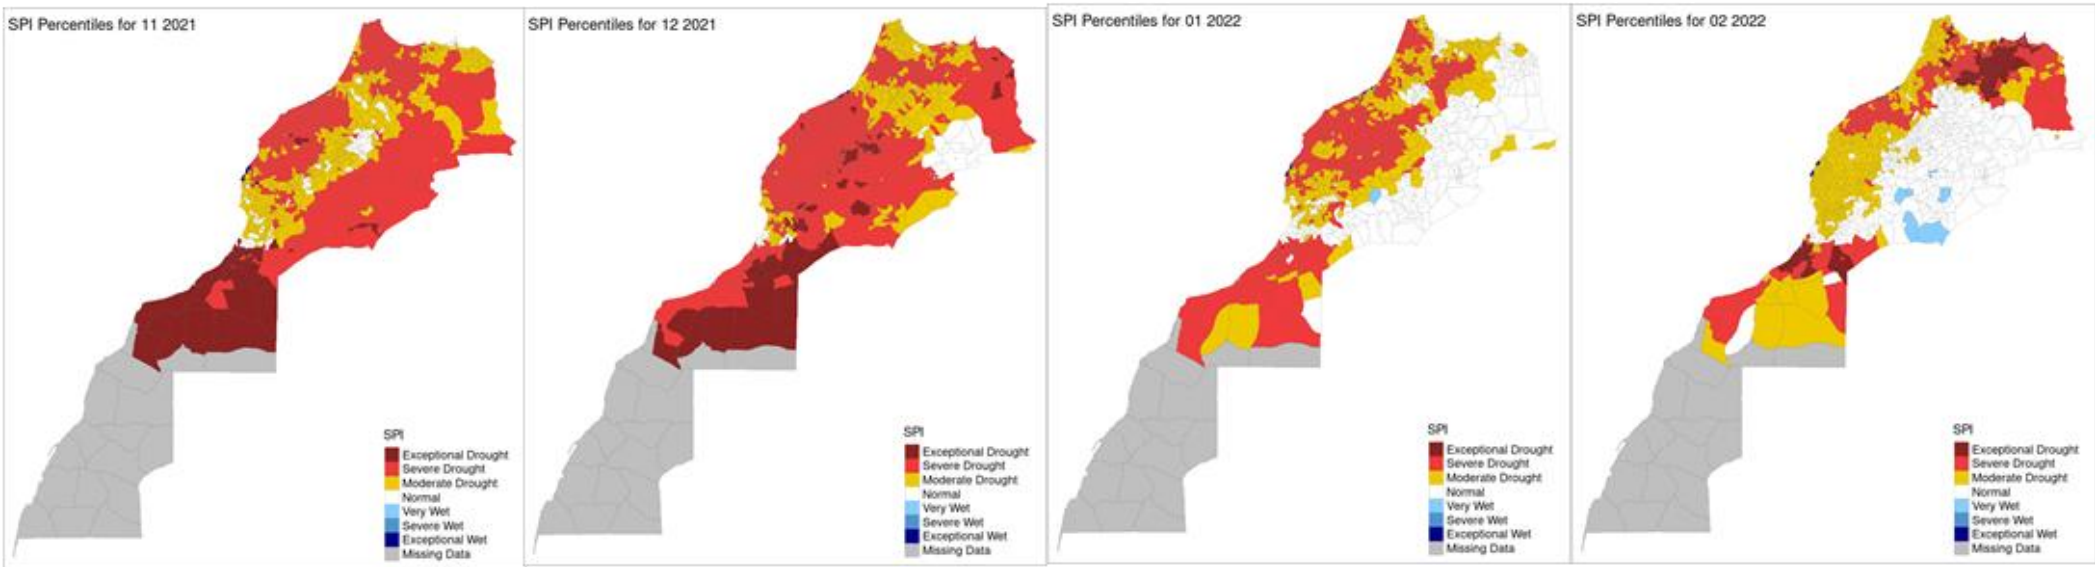 SPI Percentiles for 11 2021
SPI
Exceptional Drought
Severe Drought
Moderate Drought
Normal
Very Wet
Severe Wet
Exceptional Wet
Missing Data
SPI Percentiles for 12 2021
SPI
Exceptional Drought
Severe Drought
Moderate Drought
Normal
Very Wet
Severe Wet
Exceptional Wet
Missing Data
SPI Percentiles for 01 2022
SPI
Exceptional Drought
Severe Drought
Moderate Drought
Normal
Very Wet
Severe Wet
Exceptional Wet
Missing Data
SPI Percentiles for 02 2022
SPI
Exceptional Drought
Severe Drought
Moderate Drought
Normal
Very Wet
Severe Wet
Exceptional Wet
Missing Data